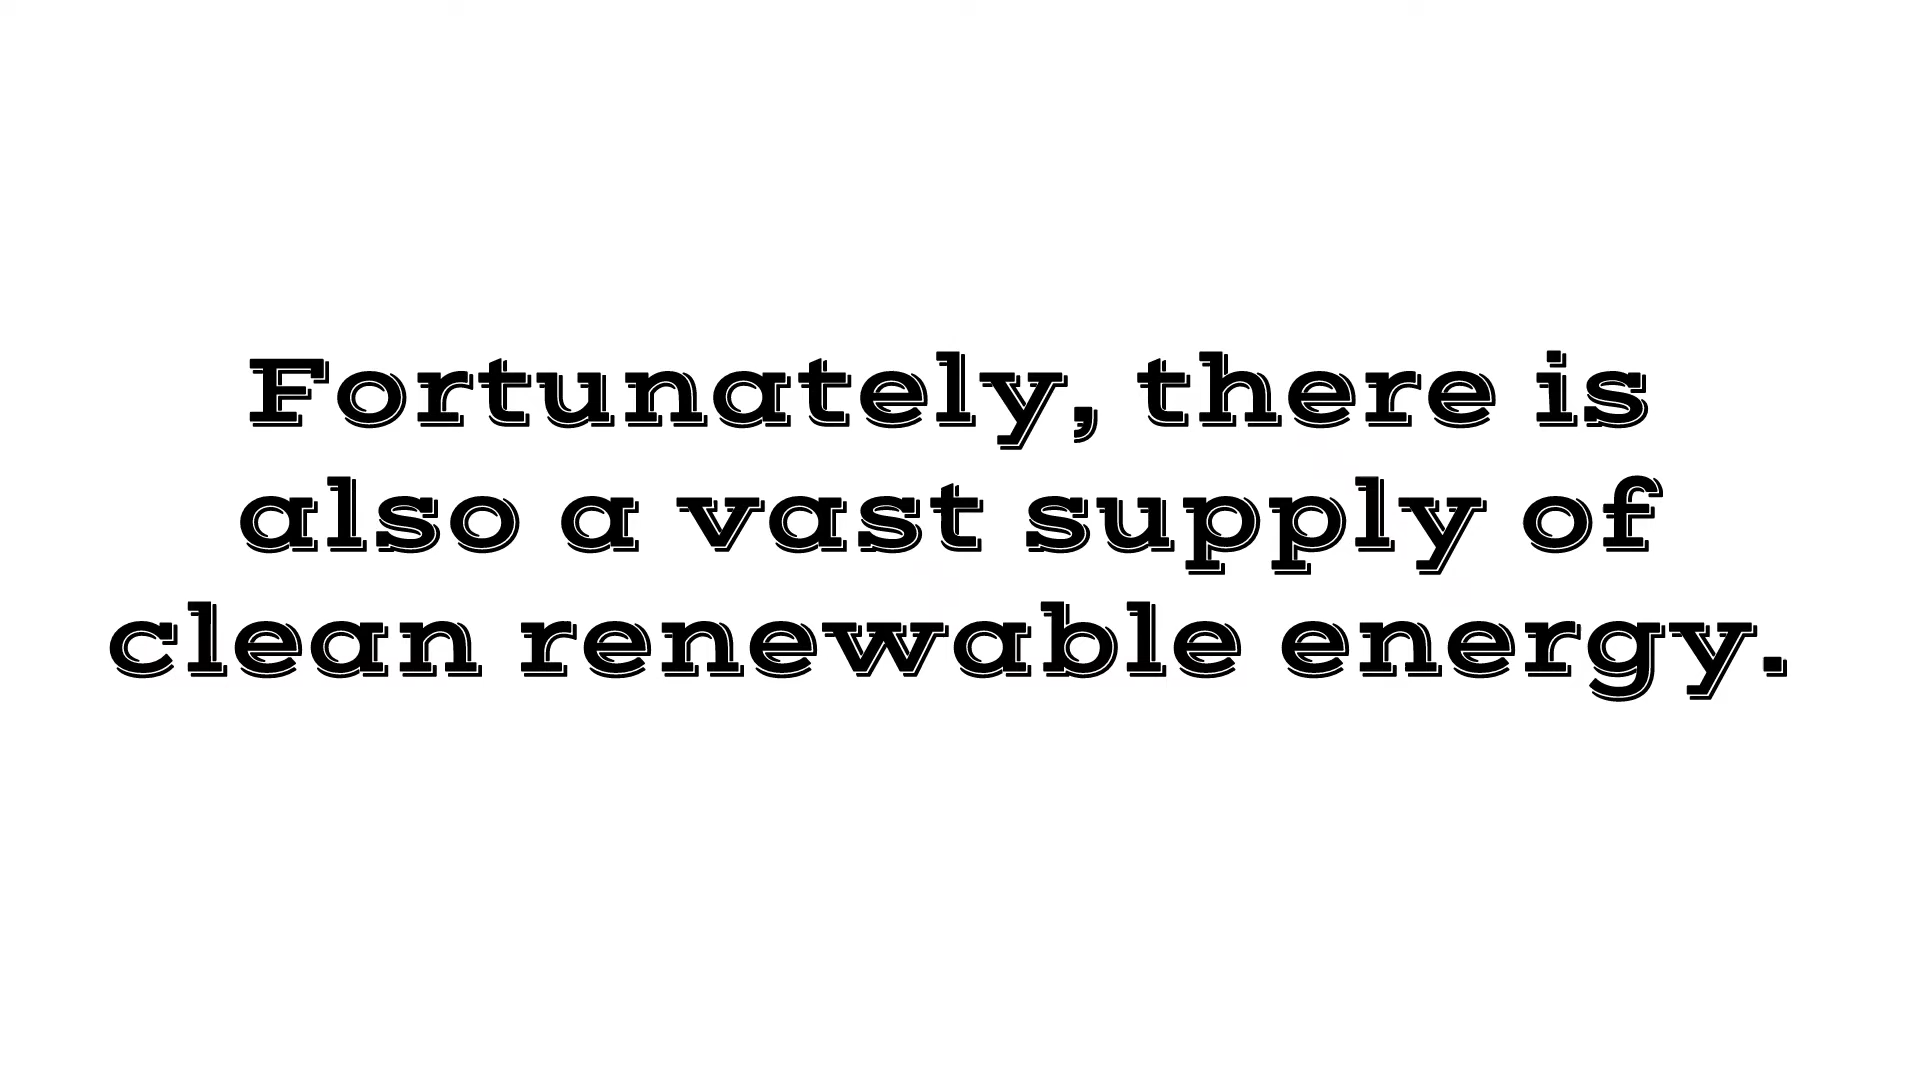 Fortunately, there is
also a vast supply of
clean renewable energy.